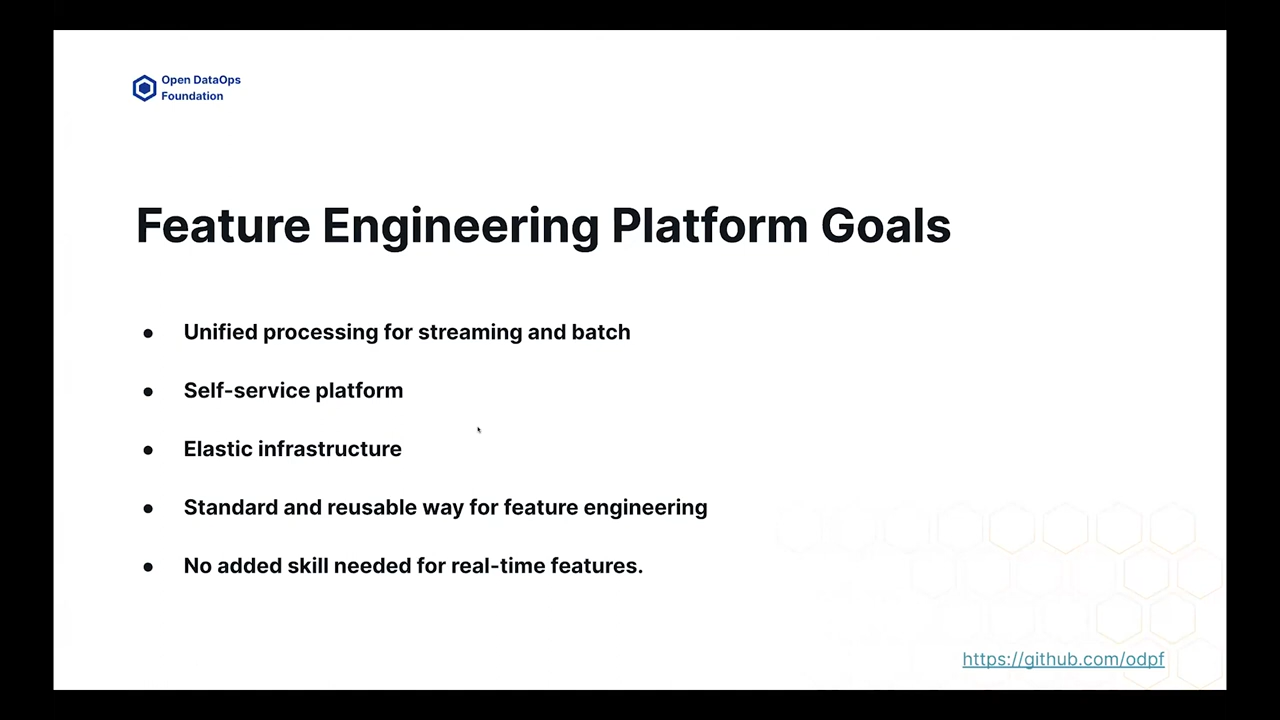 Open DataOps
Foundation
Feature Engineering Platform Goals
● Unified processing for streaming and batch
● Self-service platform
● Elastic infrastructure
● Standard and reusable way for feature engineering
● No added skill needed for real-time features.
https://github.com/odpf